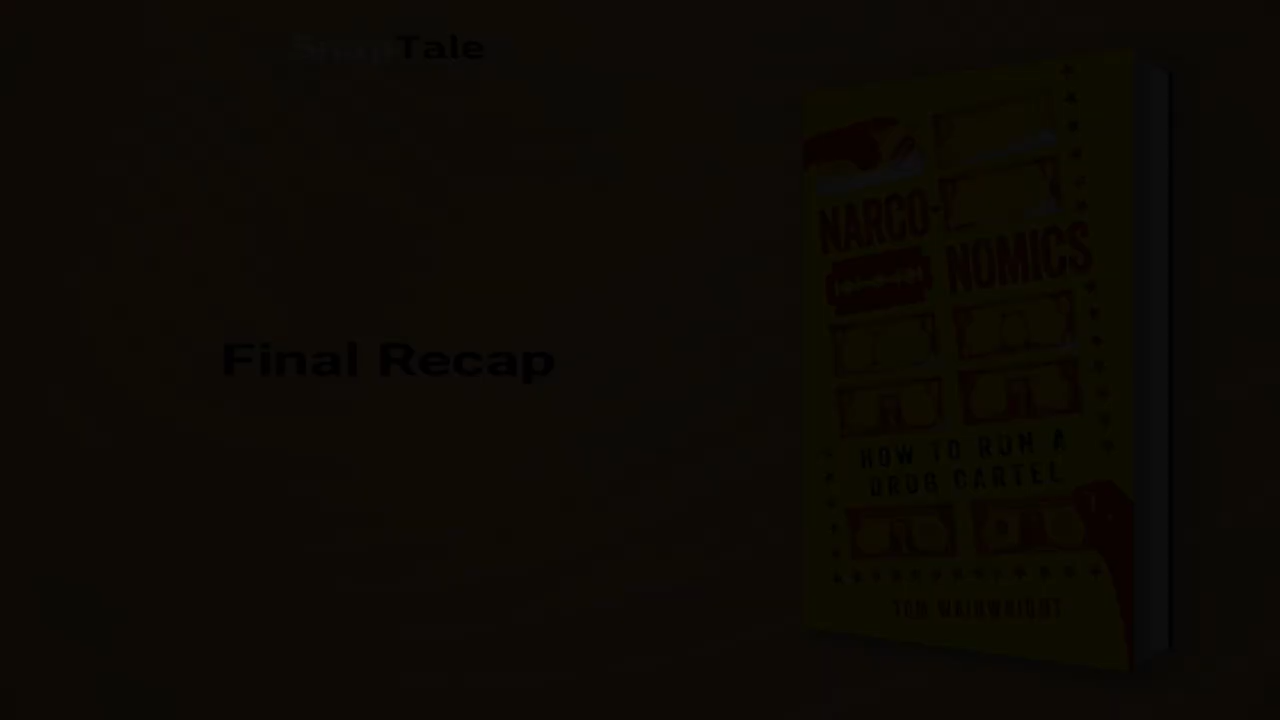 Tale
Final Recap
NARCO-
NOMICS
HOW TO RUN A
DRUG CARTEL
TOM WAINWRIGHT